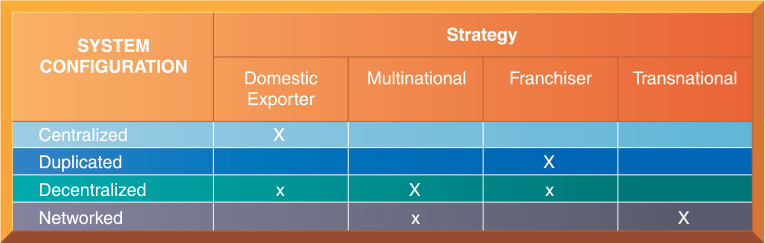 SYSTEM
CONFIGURATION
Strategy
Domestic
Exporter
Multinational
Franchiser
Transnational
Centralized X
Duplicated X
Decentralized x X x
Networked x X